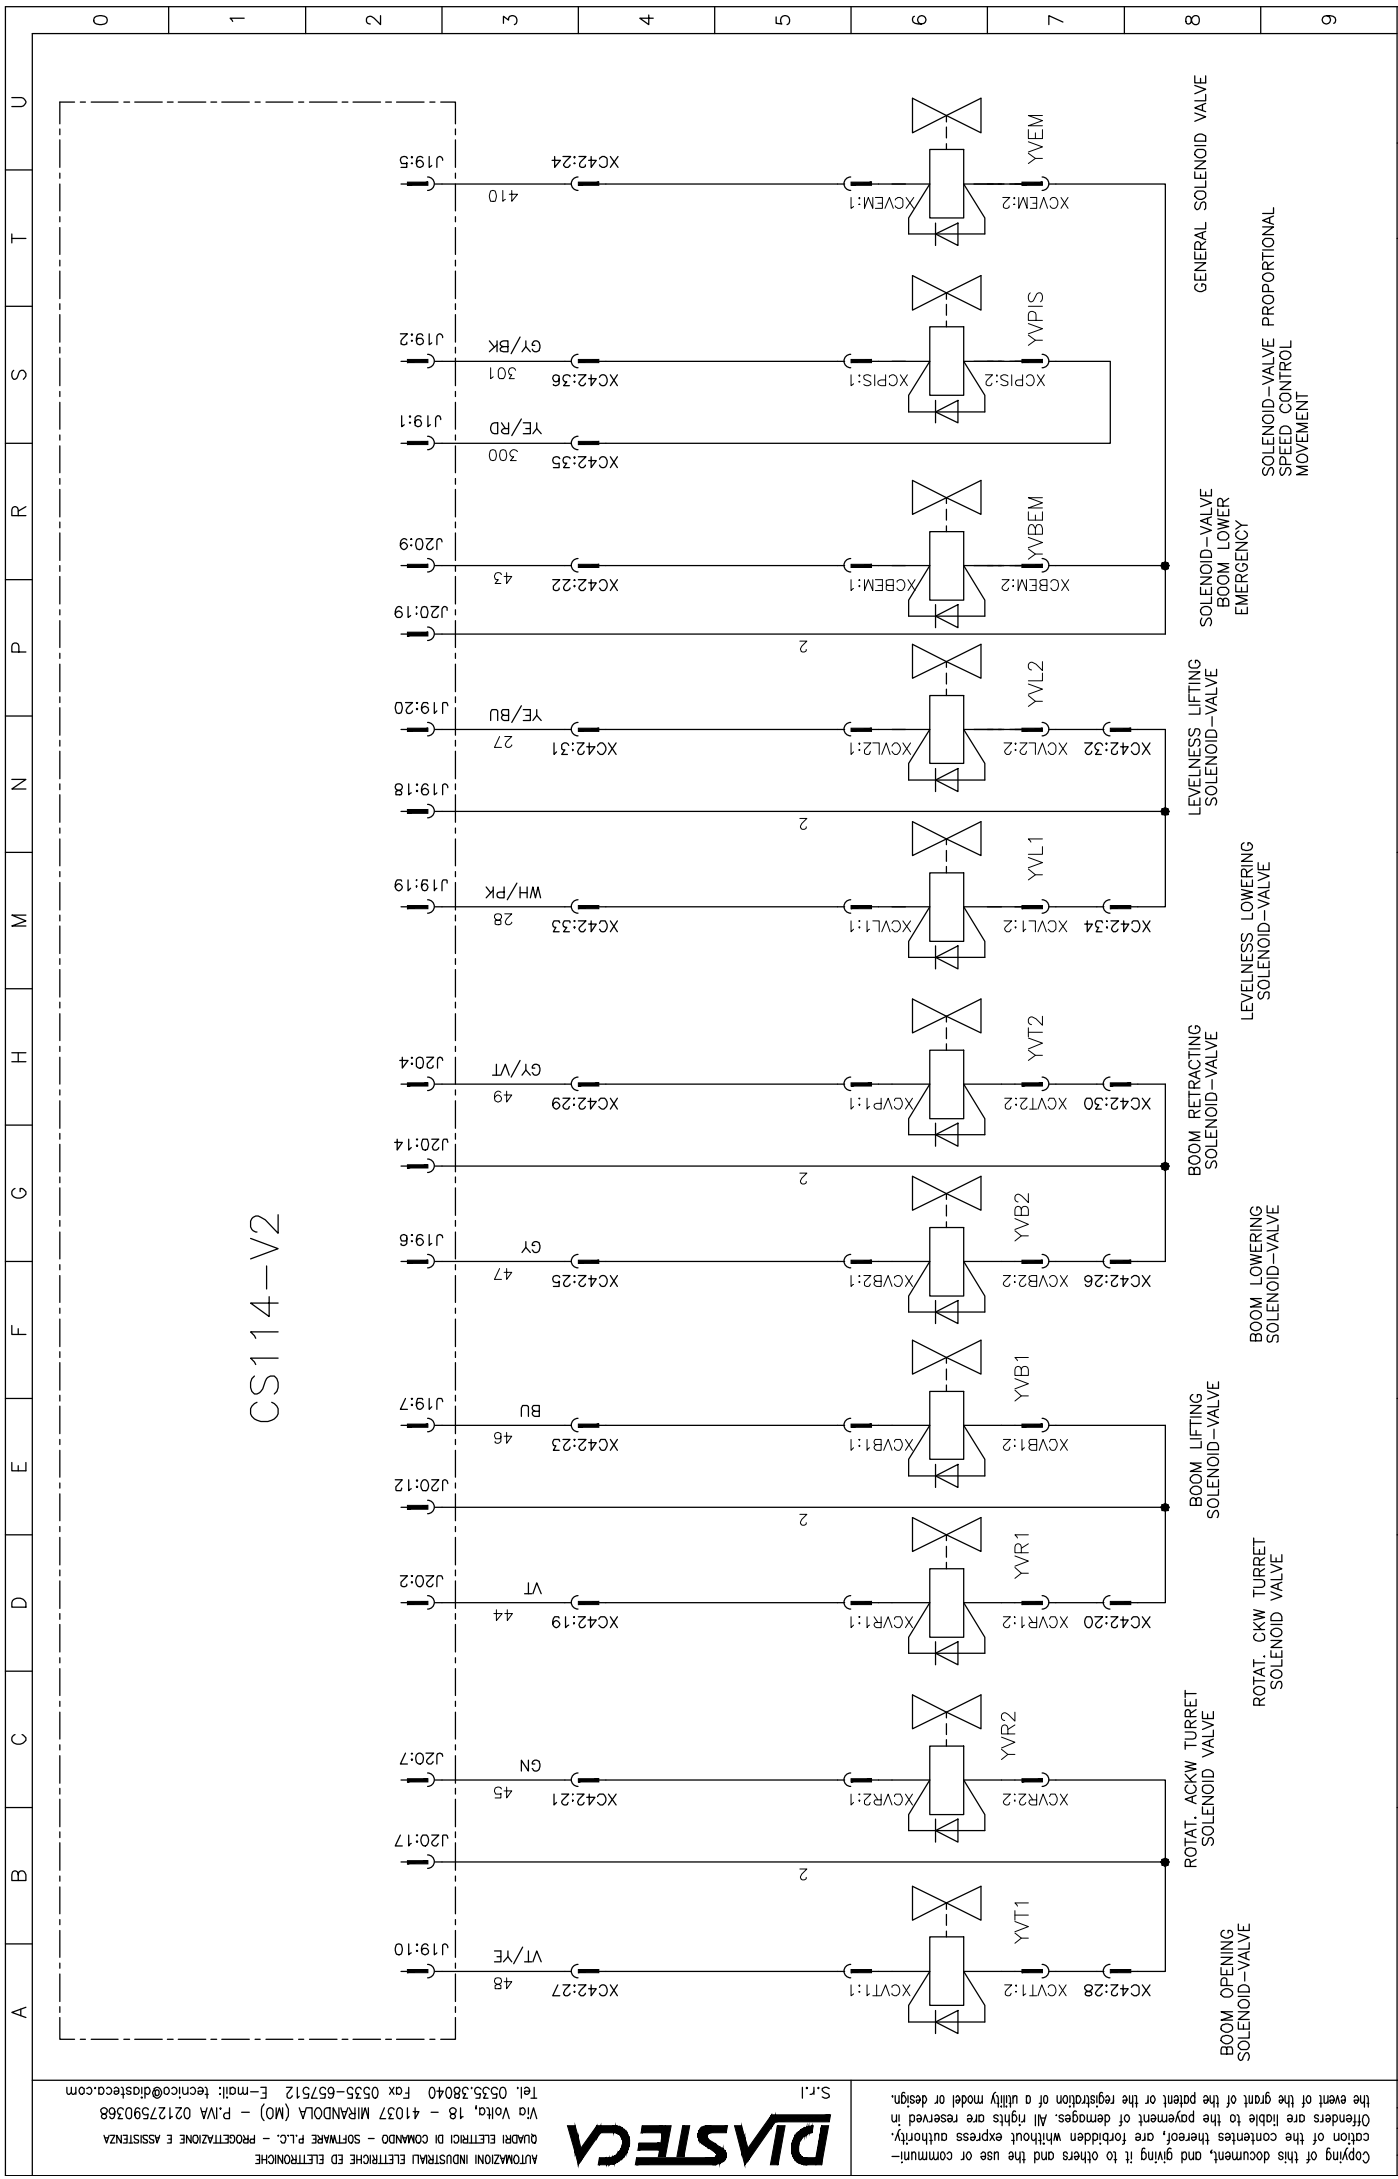 0 1 2 3 4 5 6 7 8 9
U T S R P N M H G F E D C B A
CS114-V2
J19:5
410
XC42:24
XCVEM:1
XCVEM:2
YVEM
GENERAL SOLENOID VALVE
J19:2
GY/BK
301
XC42:36
XCPIS:1
XCPIS:2
YVPIS
J19:1
YE/RD
300
XC42:35
SOLENOID-VALVE PROPORTIONAL
SPEED CONTROL
MOVEMENT
J20:9
43
XC42:22
XCBEM:1
XCBEM:2
YVBEM
SOLENOID-VALVE
BOOM LOWER
EMERGENCY
J20:19
2
J19:20
YE/BU
27
XC42:31
XCVL2:1
XCVL2:2
XC42:32
YVL2
LEVELNESS LIFTING
SOLENOID-VALVE
J19:18
2
J19:19
WH/PK
28
XC42:33
XCVL1:1
XCVL1:2
XC42:34
YVL1
LEVELNESS LOWERING
SOLENOID-VALVE
J20:4
GY/VT
49
XC42:29
XCVP1:1
XCVT2:2
XC42:30
YVT2
BOOM RETRACTING
SOLENOID-VALVE
J20:14
2
J19:6
GY
47
XC42:25
XCVB2:1
XCVB2:2
XC42:26
YVB2
BOOM LOWERING
SOLENOID-VALVE
J19:7
BU
46
XC42:23
XCVB1:1
XCVB1:2
YVB1
BOOM LIFTING
SOLENOID-VALVE
J20:12
2
J20:2
VT
44
XC42:19
XCVR1:1
XCVR1:2
XC42:20
YVR1
ROTAT. CKW TURRET
SOLENOID VALVE
J20:7
GN
45
XC42:21
XCVR2:1
XCVR2:2
YVR2
ROTAT. ACKW TURRET
SOLENOID VALVE
J20:17
2
J19:10
VT/YE
48
XC42:27
XCVT1:1
XCVT1:2
XC42:28
YVT1
BOOM OPENING
SOLENOID-VALVE
Copying of this document, and giving it to others and the use or communi-
cation of the contentes thereof, are forbidden whithout express authority.
Offenders are liable to the payement of demages. All rights are reserved in
the event of the grant of the patent or the registration of a utility model or design.
DIASTECA
S.r.l
AUTOMAZIONI INDUSTRIALI ELETTRICHE ED ELETTRONICHE
QUADRI ELETTRICI DI COMANDO - SOFTWARE P.L.C. - PROGETTAZIONE E ASSISTENZA
Via Volta, 18 - 41037 MIRANDOLA (MO) - P.IVA 02127590368
Tel. 0535.38040 Fax 0535-657512 E-mail: tecnico@diasteca.com